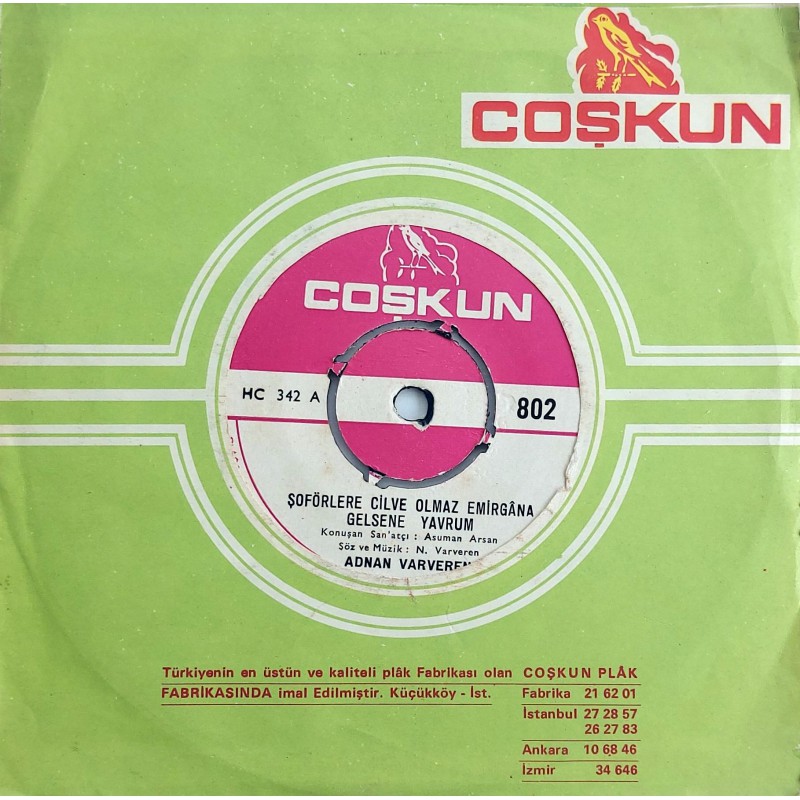 COŞKUN
COŞKUN
HC 342 A
802
ŞOFÖRLERE CİLVE OLMAZ EMİRGÂNA
GELSENE YAVRUM
Konuşan San'atçı : Asuman Arsan
Söz ve Müzik : N. Varveren
ADNAN VARVEREN
Türkiyenin en üstün ve kaliteli plâk Fabrikası olan COŞKUN PLÂK
FABRİKASINDA imal Edilmiştir. Küçükköy - İst. Fabrika 21 62 01
İstanbul 27 28 57
26 27 83
Ankara 10 68 46
İzmir 34 646